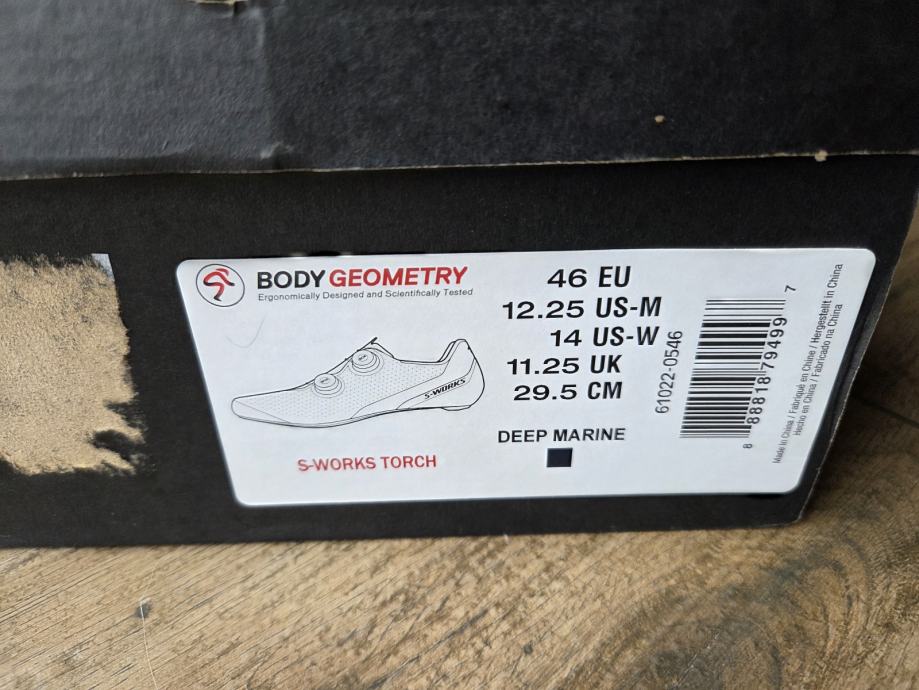 BODY GEOMETRY
Ergonomically Designed and Scientifically Tested
S-WORKS
S-WORKS TORCH
46 EU
12.25 US-M
14 US-W
11.25 UK
29.5 CM
DEEP MARINE
61022-0546
8 88818 79499 7
Made in China / Fabriqué en Chine / Hergestellt in China
Hecho en China / Fabricado na China